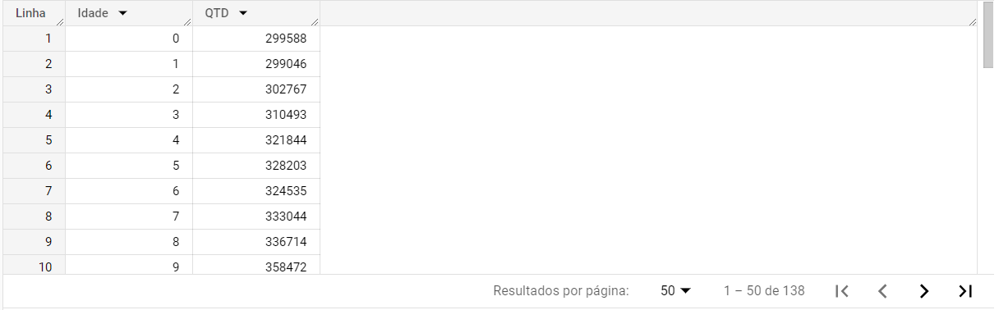 Linha Idade QTD
1 0 299588
2 1 299046
3 2 302767
4 3 310493
5 4 321844
6 5 328203
7 6 324535
8 7 333044
9 8 336714
10 9 358472
Resultados por página: 50 1 – 50 de 138